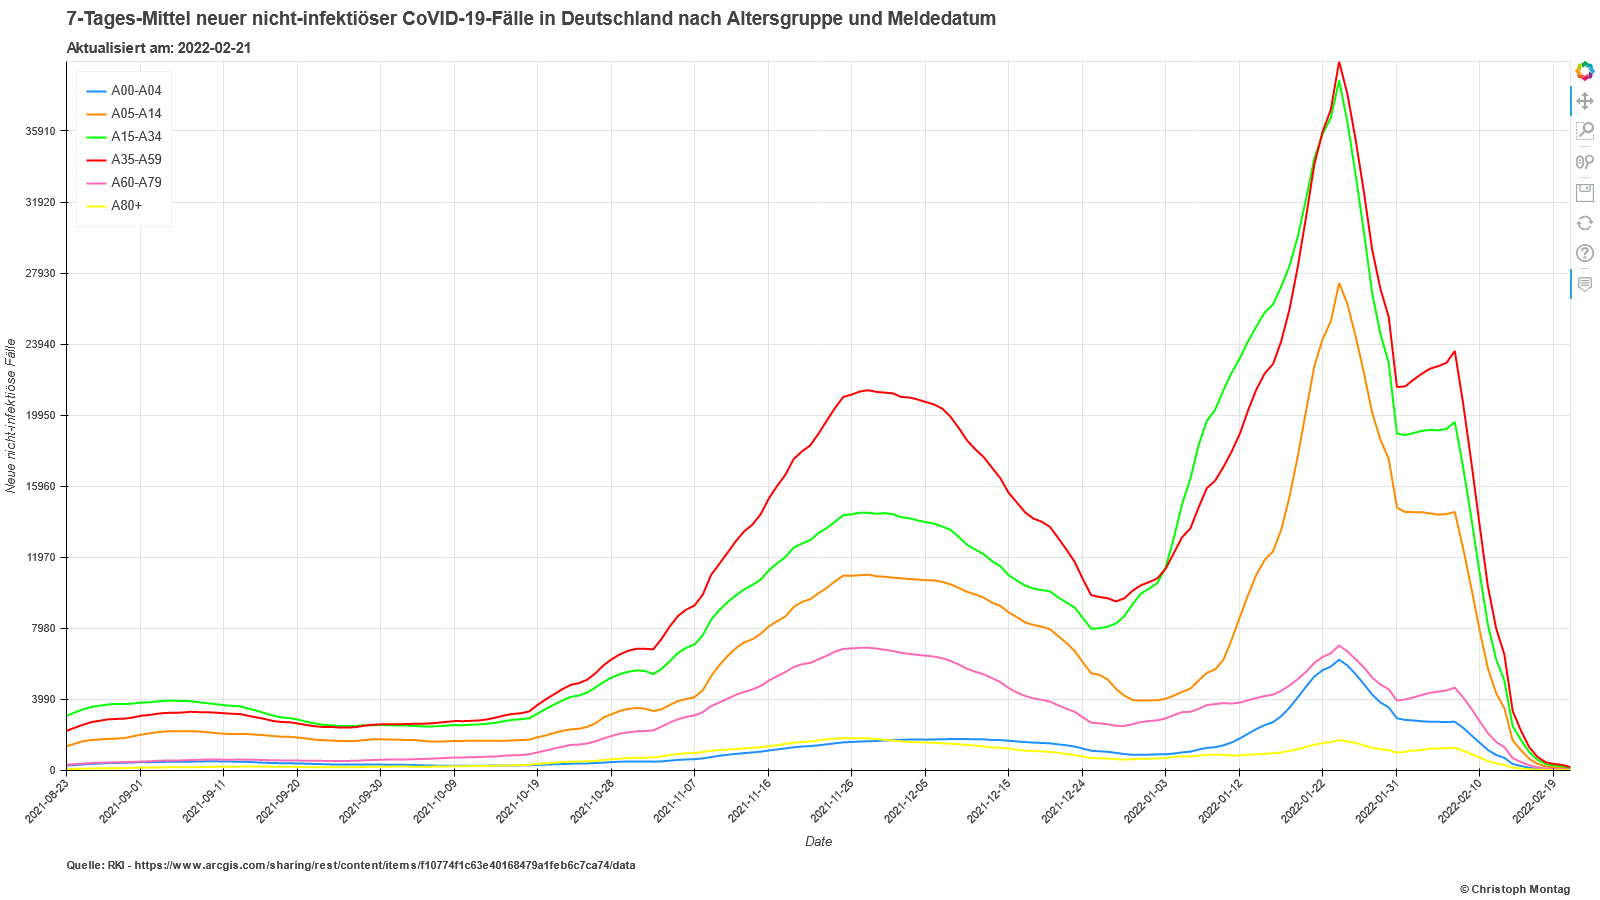 7-Tages-Mittel neuer nicht-infektiöser CoVID-19-Fälle in Deutschland nach Altersgruppe und Meldedatum
Aktualisiert am: 2022-02-21
A00-A04
A05-A14
A15-A34
A35-A59
A60-A79
A80+
Neue nicht-infektiöse Fälle
35910
31920
27930
23940
19950
15960
11970
7980
3990
0
2021-08-23
2021-09-01
2021-09-11
2021-09-20
2021-09-30
2021-10-09
2021-10-19
2021-10-28
2021-11-07
2021-11-16
2021-11-26
2021-12-05
2021-12-15
2021-12-24
2022-01-03
2022-01-12
2022-01-22
2022-01-31
2022-02-10
2022-02-19
Date
Quelle: RKI - https://www.arcgis.com/sharing/rest/content/items/f10774f1c63e40168479a1feb6c7ca74/data
© Christoph Montag